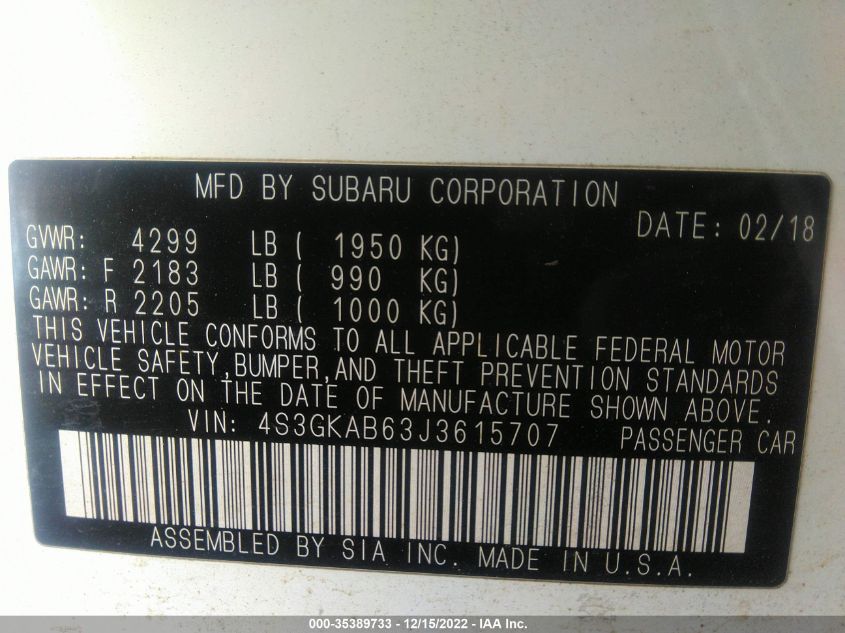 MFD BY SUBARU CORPORATION
DATE: 02/18
GVWR: 4299 LB ( 1950 KG)
GAWR: F 2183 LB ( 990 KG)
GAWR: R 2205 LB ( 1000 KG)
THIS VEHICLE CONFORMS TO ALL APPLICABLE FEDERAL MOTOR
VEHICLE SAFETY,BUMPER,AND THEFT PREVENTION STANDARDS
IN EFFECT ON THE DATE OF MANUFACTURE SHOWN ABOVE.
VIN: 4S3GKAB63J3615707 PASSENGER CAR
ASSEMBLED BY SIA INC. MADE IN U.S.A.
000-35389733 - 12/15/2022 - IAA Inc.